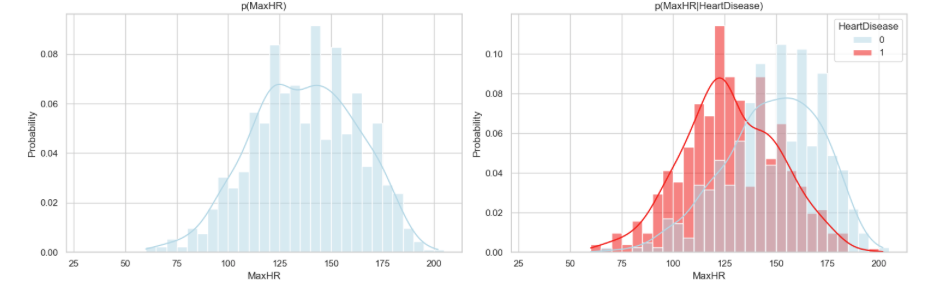 p(MaxHR)
Probability
0.08
0.06
0.04
0.02
0.00
25 50 75 100 125 150 175 200
MaxHR
p(MaxHR|HeartDisease)
HeartDisease
0
1
Probability
0.10
0.08
0.06
0.04
0.02
0.00
25 50 75 100 125 150 175 200
MaxHR